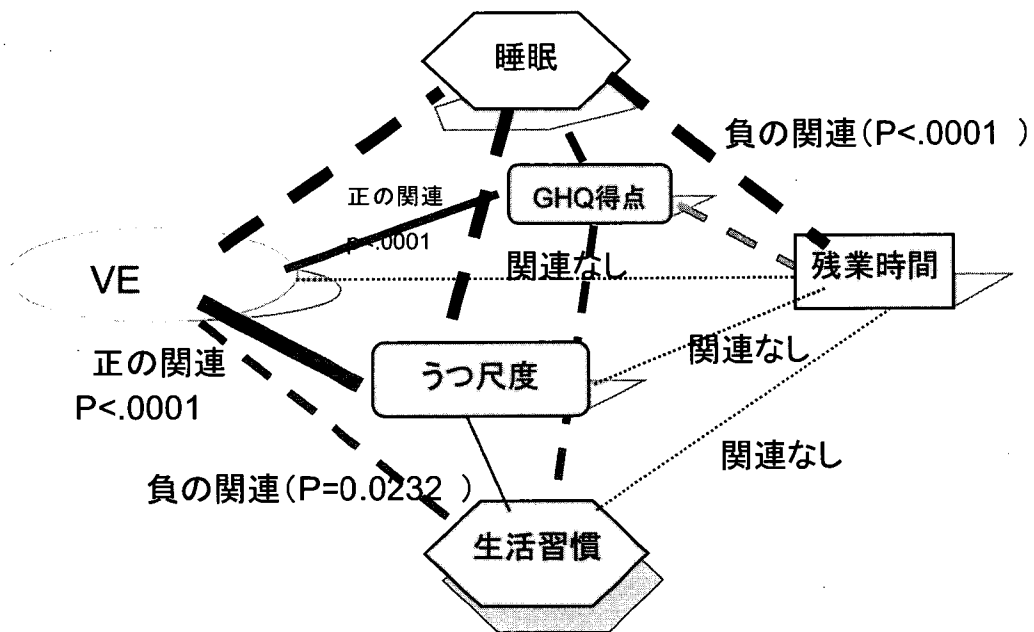 睡眠
負の関連(P<.0001 )
正の関連
p<.0001
GHQ得点
VE
関連なし
残業時間
正の関連
P<.0001
うつ尺度
関連なし
関連なし
負の関連(P=0.0232 )
生活習慣